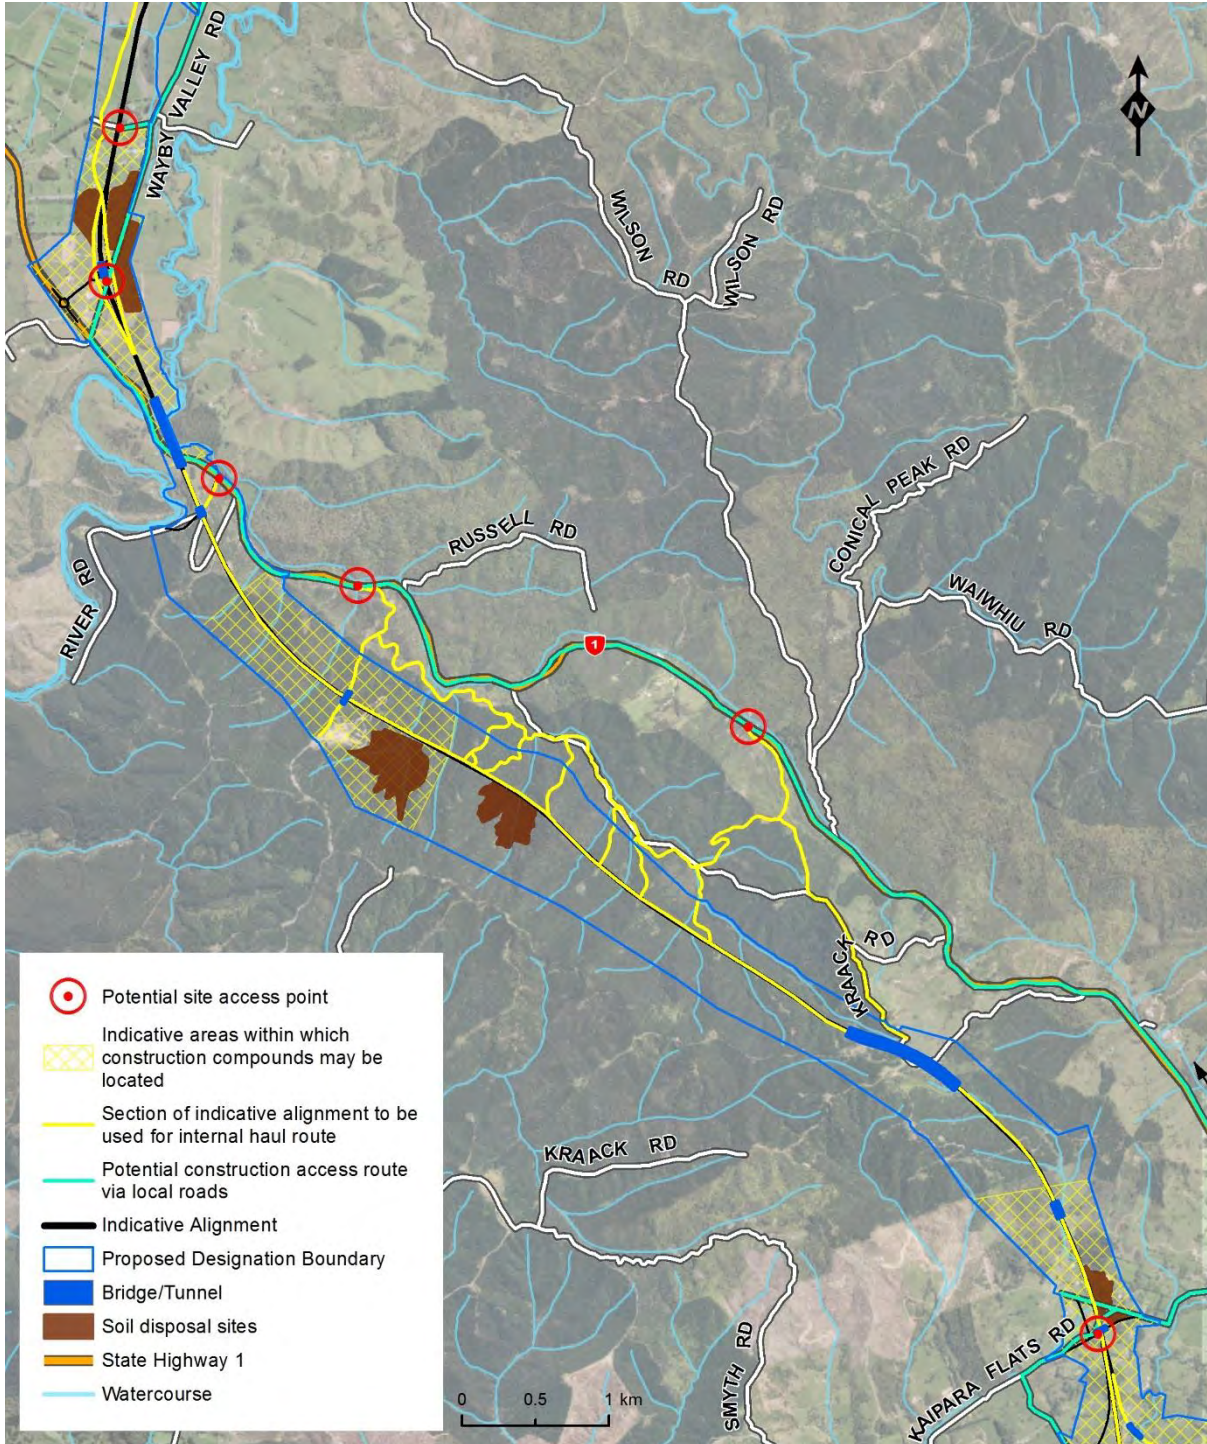 WAYBY VALLEY RD
N
WILSON RD
WILSON RD
CONICAL PEAK RD
RUSSELL RD
WAIWHIU RD
RIVER RD
1
KRAACK RD
KRAACK RD
SMYTH RD
KAIPARA FLATS RD
Potential site access point
Indicative areas within which
construction compounds may be
located
Section of indicative alignment to be
used for internal haul route
Potential construction access route
via local roads
Indicative Alignment
Proposed Designation Boundary
Bridge/Tunnel
Soil disposal sites
State Highway 1
Watercourse
0 0.5 1 km